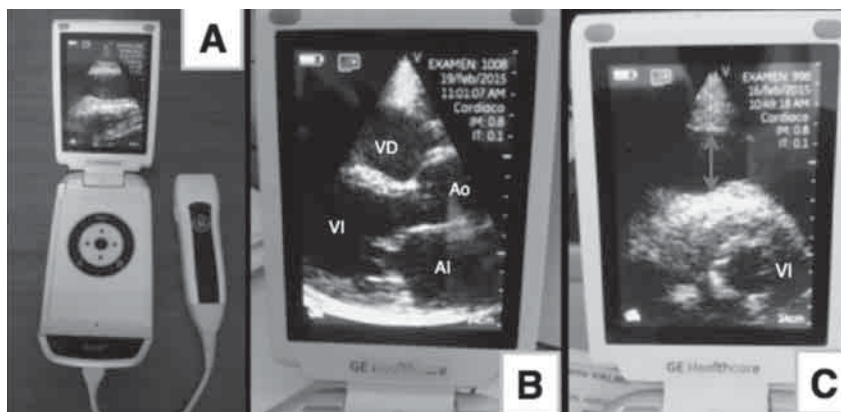 A
V
EXAMEN: 1008
19/feb/2015
11:01:07 AM
Cardiaco
IM: 0.8
IT: 0.1
VD
Ao
VI
AI
GE Healthcare
B
V
EXAMEN: 998
16/feb/2015
10:49:18 AM
Cardiaco
IM: 0.8
IT: 0.1
VI
24cm
GE Healthcare
C